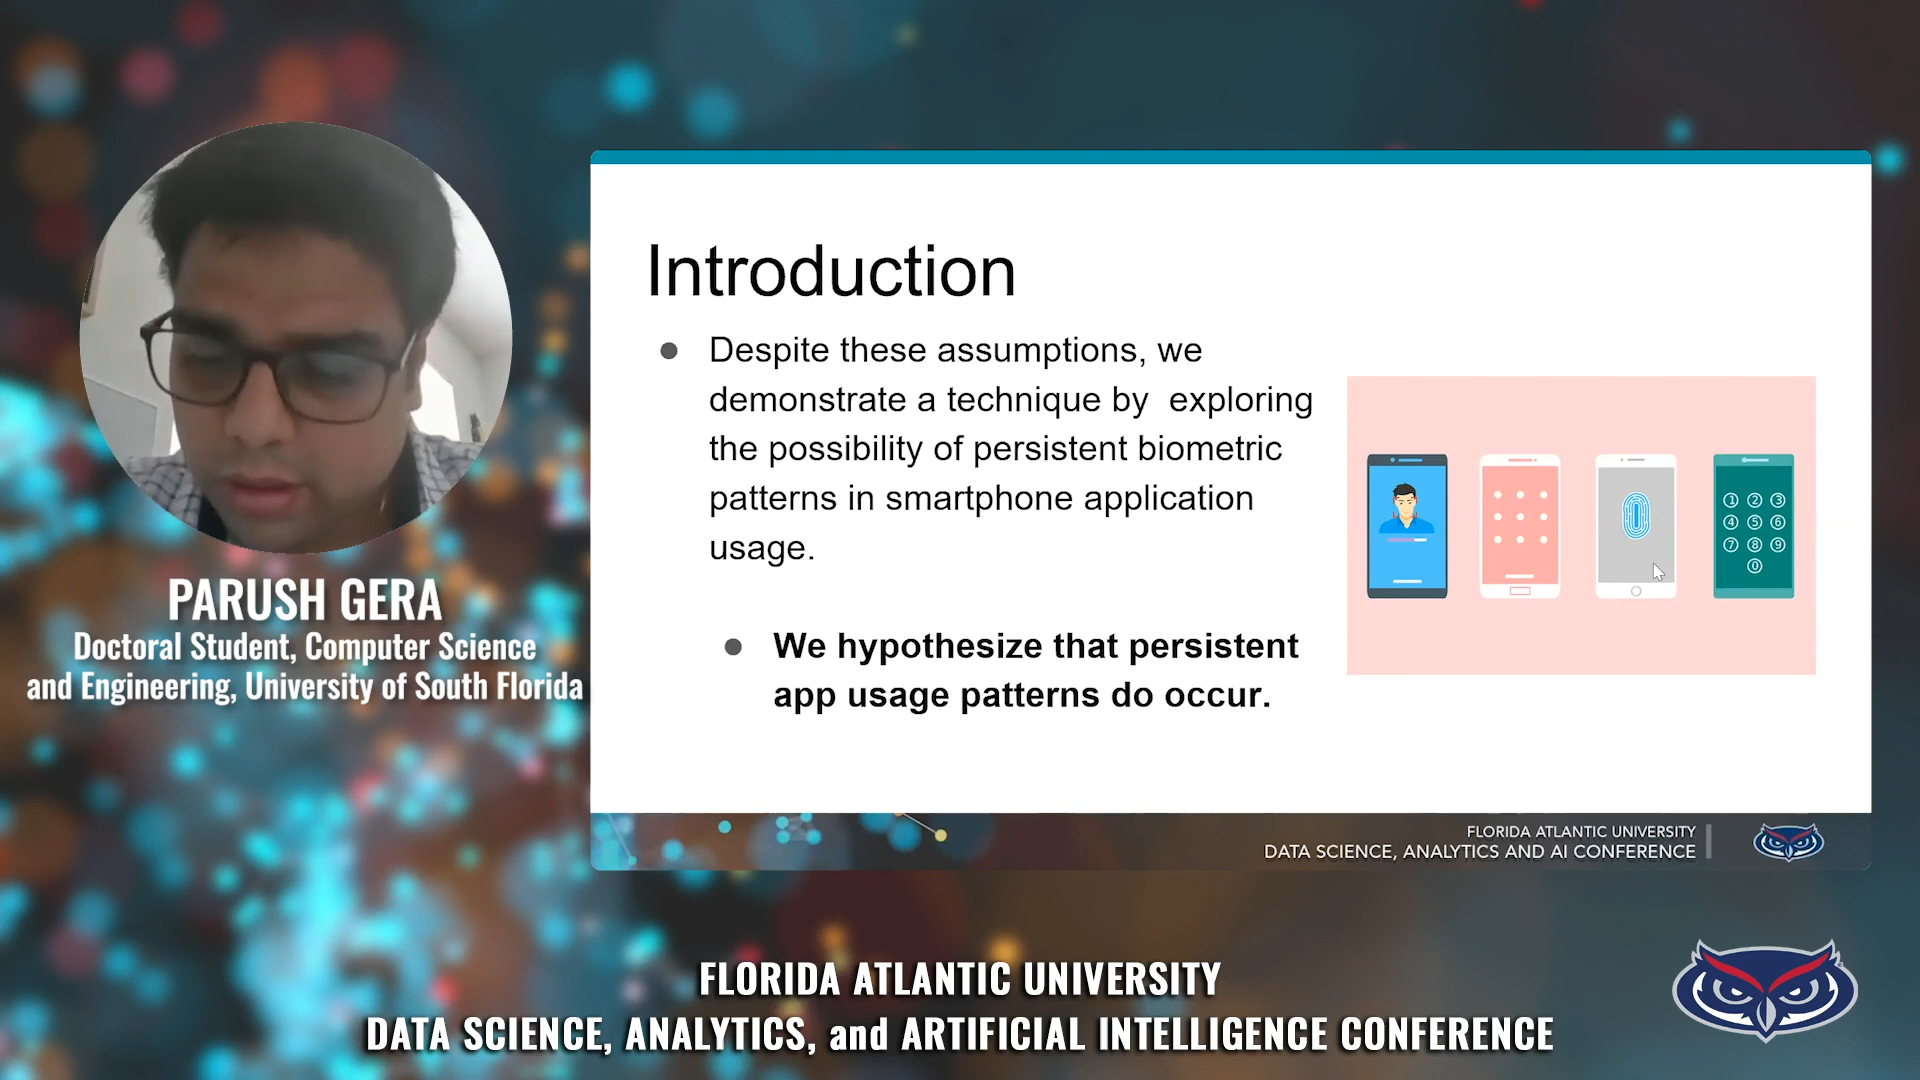 PARUSH GERA
Doctoral Student, Computer Science
and Engineering, University of South Florida
Introduction
● Despite these assumptions, we
demonstrate a technique by  exploring
the possibility of persistent biometric
patterns in smartphone application
usage.
● We hypothesize that persistent
app usage patterns do occur.
① ② ③
④ ⑤ ⑥
⑦ ⑧ ⑨
⓪
FLORIDA ATLANTIC UNIVERSITY
DATA SCIENCE, ANALYTICS AND AI CONFERENCE
FLORIDA ATLANTIC UNIVERSITY
DATA SCIENCE, ANALYTICS, and ARTIFICIAL INTELLIGENCE CONFERENCE